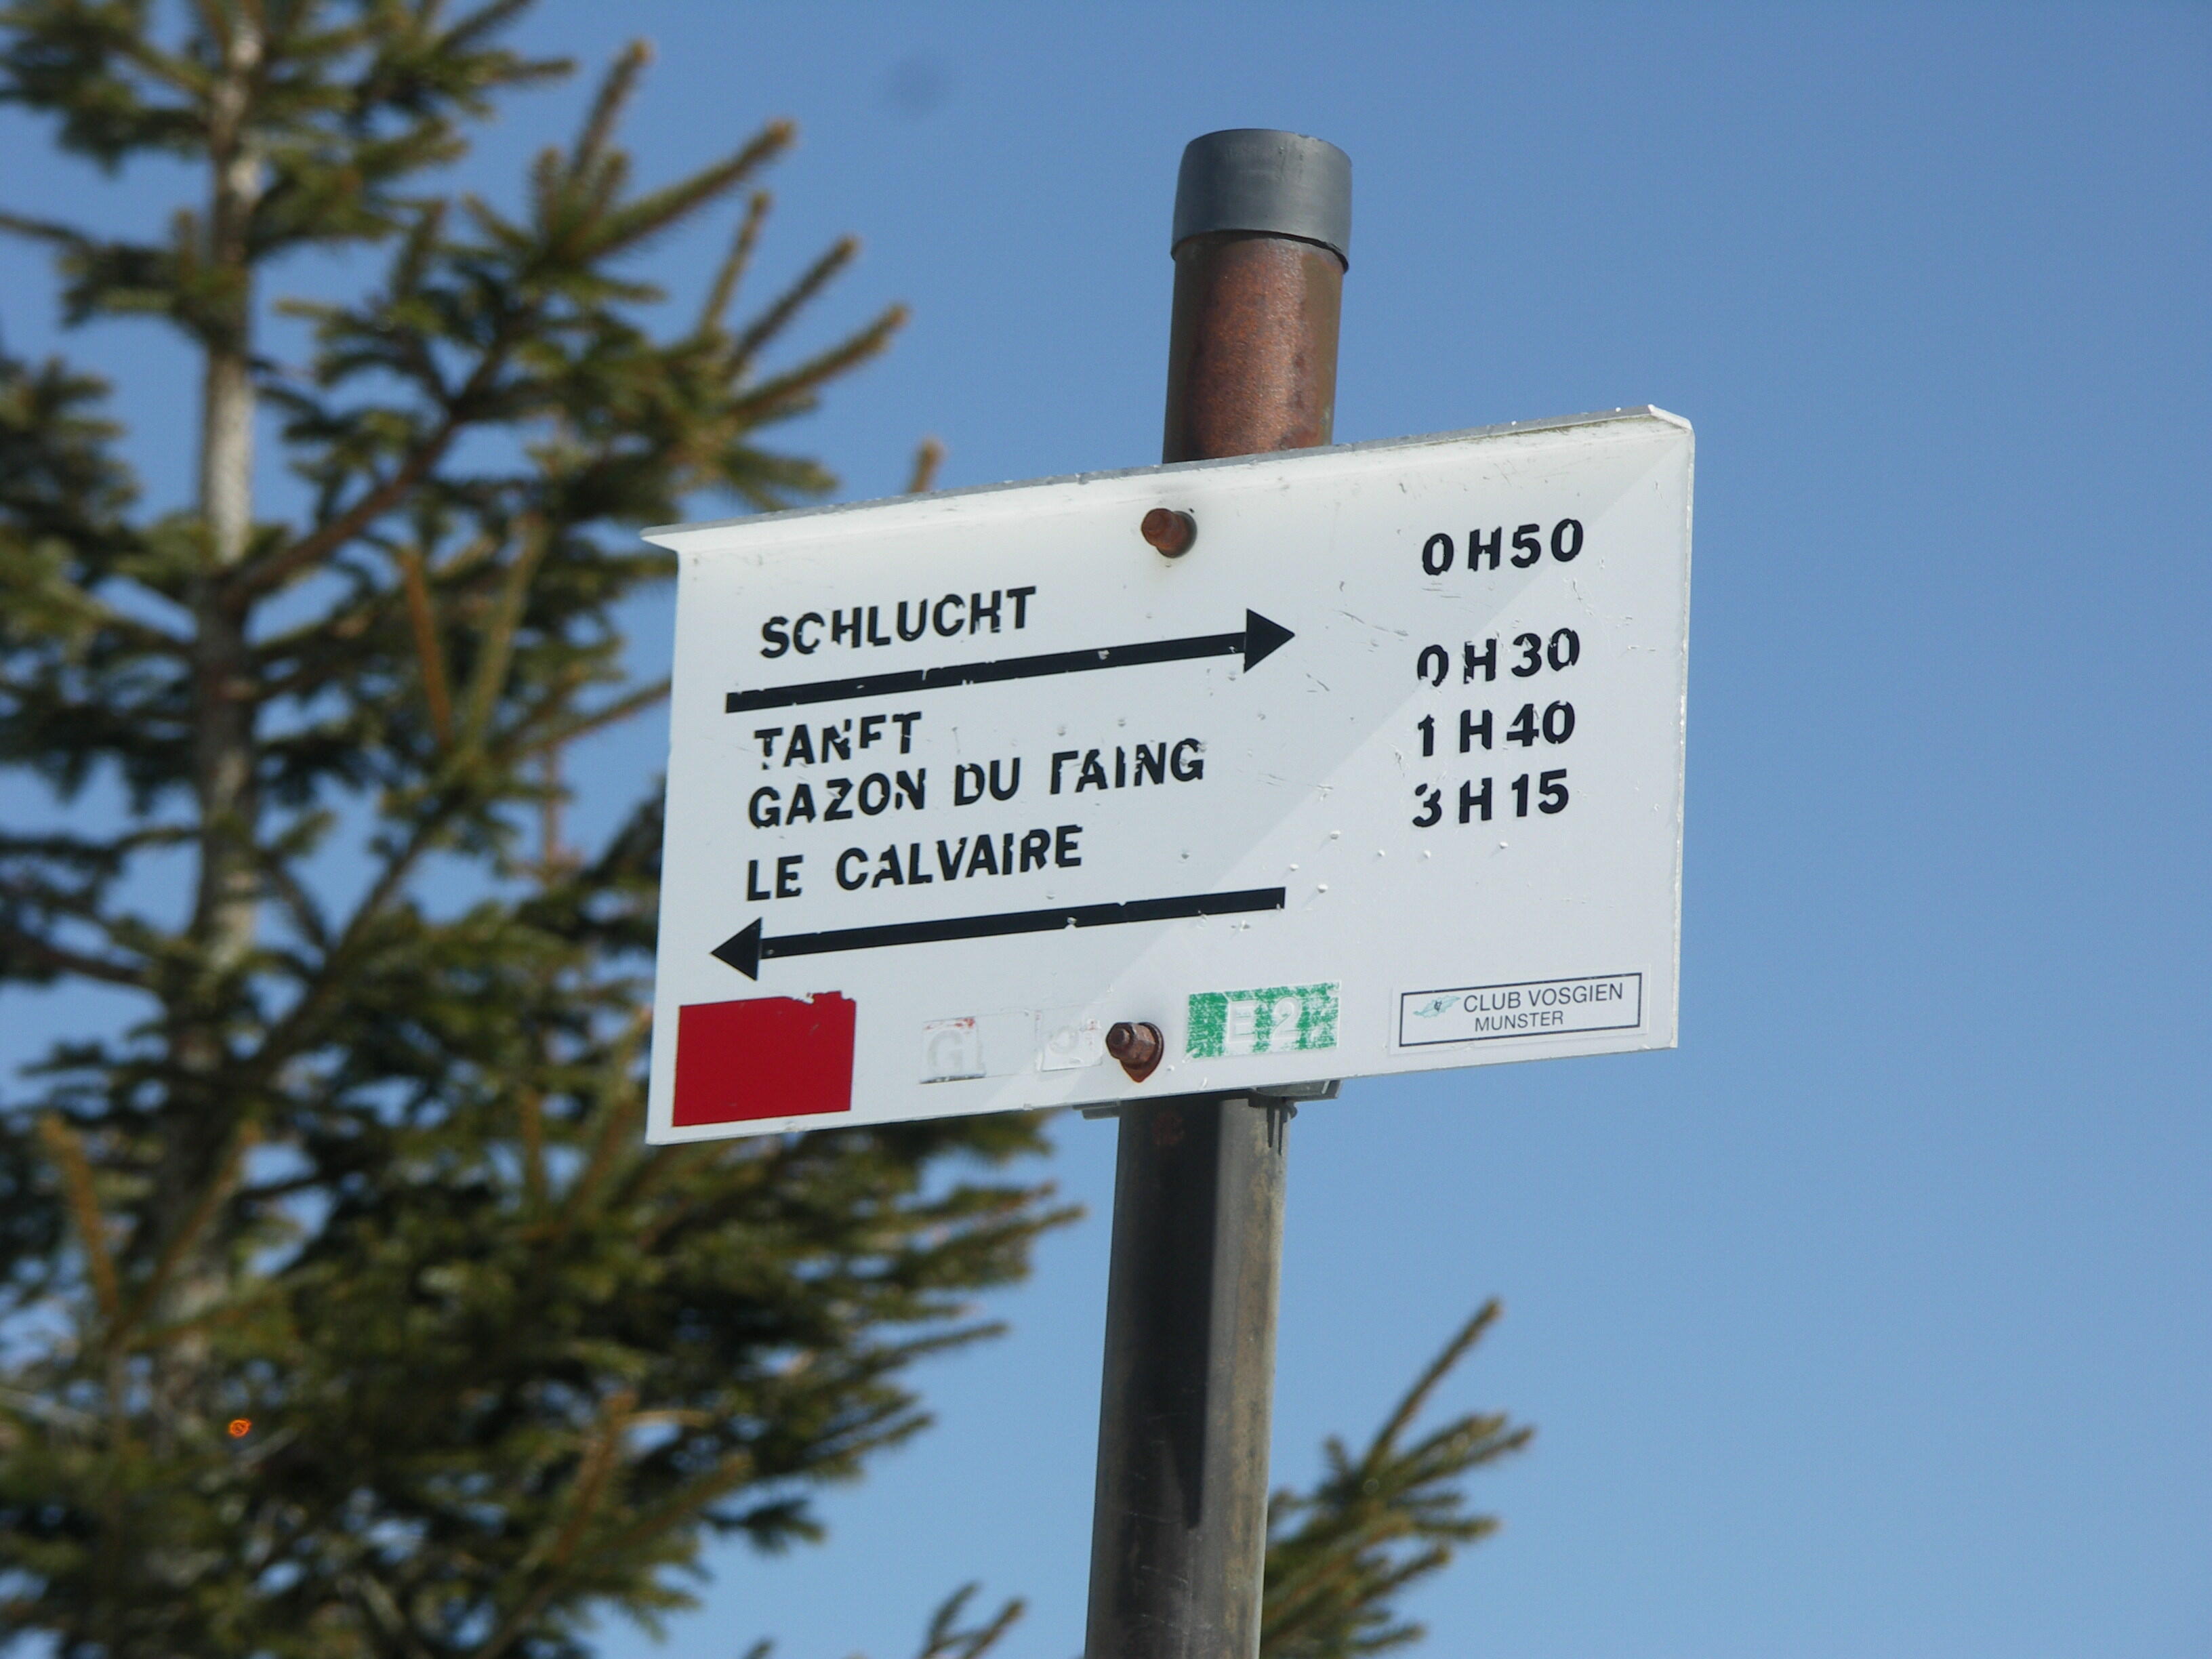 SCHLUCHT 0H50
TANET 0H30
GAZON DU FAING 1H40
LE CALVAIRE 3H15
E2
CLUB VOSGIEN
MUNSTER